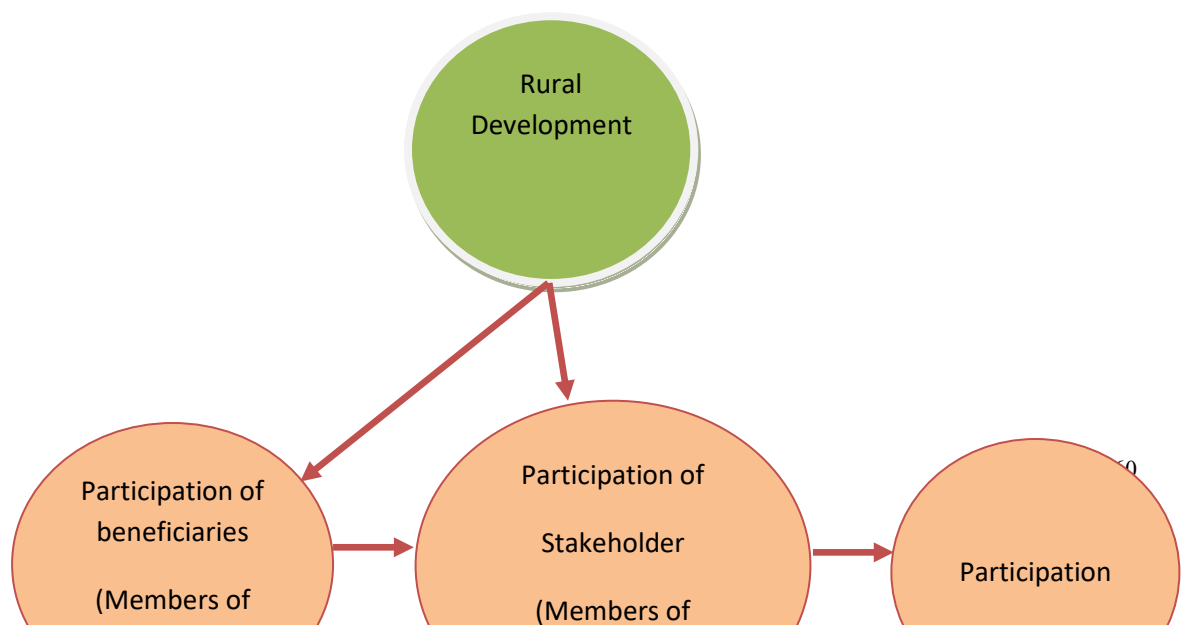 Rural
Development
Participation of
beneficiaries
(Members of
Participation of
Stakeholder
(Members of
Participation